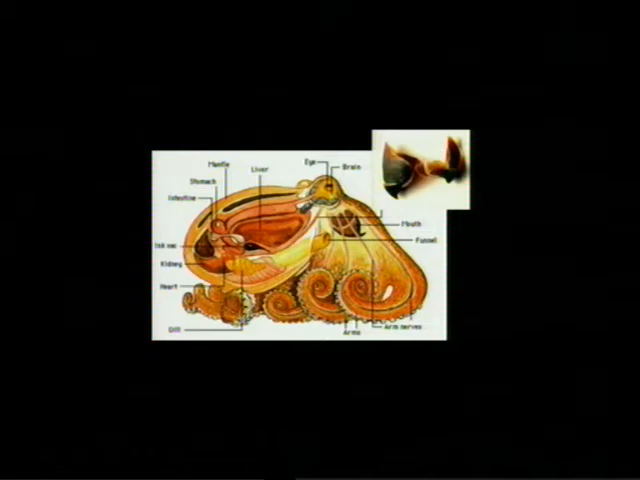 Eye
Brain
Mantle
Liver
Stomach
Intestine
Mouth
Ink sac
Funnel
Kidney
Heart
Gill
Arms
Arm nerves